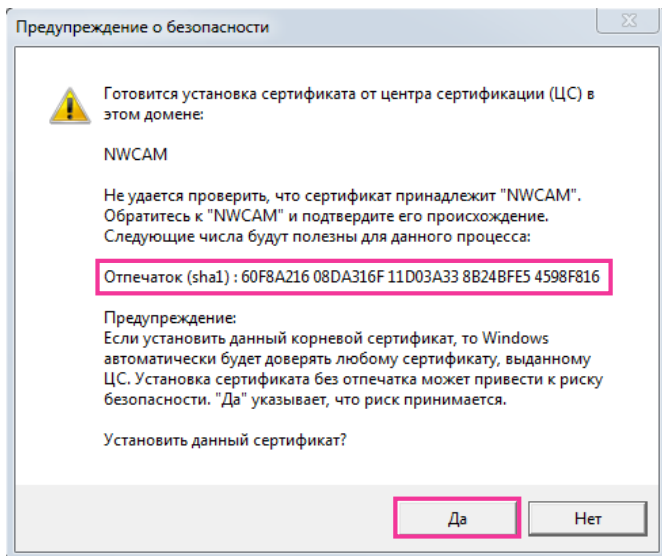 Предупреждение о безопасности
Готовится установка сертификата от центра сертификации (ЦС) в
этом домене:
NWCAM
Не удается проверить, что сертификат принадлежит "NWCAM".
Обратитесь к "NWCAM" и подтвердите его происхождение.
Следующие числа будут полезны для данного процесса:
Отпечаток (sha1) : 60F8A216 08DA316F 11D03A33 8B24BFE5 4598F816
Предупреждение:
Если установить данный корневой сертификат, то Windows
автоматически будет доверять любому сертификату, выданному
ЦС. Установка сертификата без отпечатка может привести к риску
безопасности. "Да" указывает, что риск принимается.
Установить данный сертификат?
Да
Нет